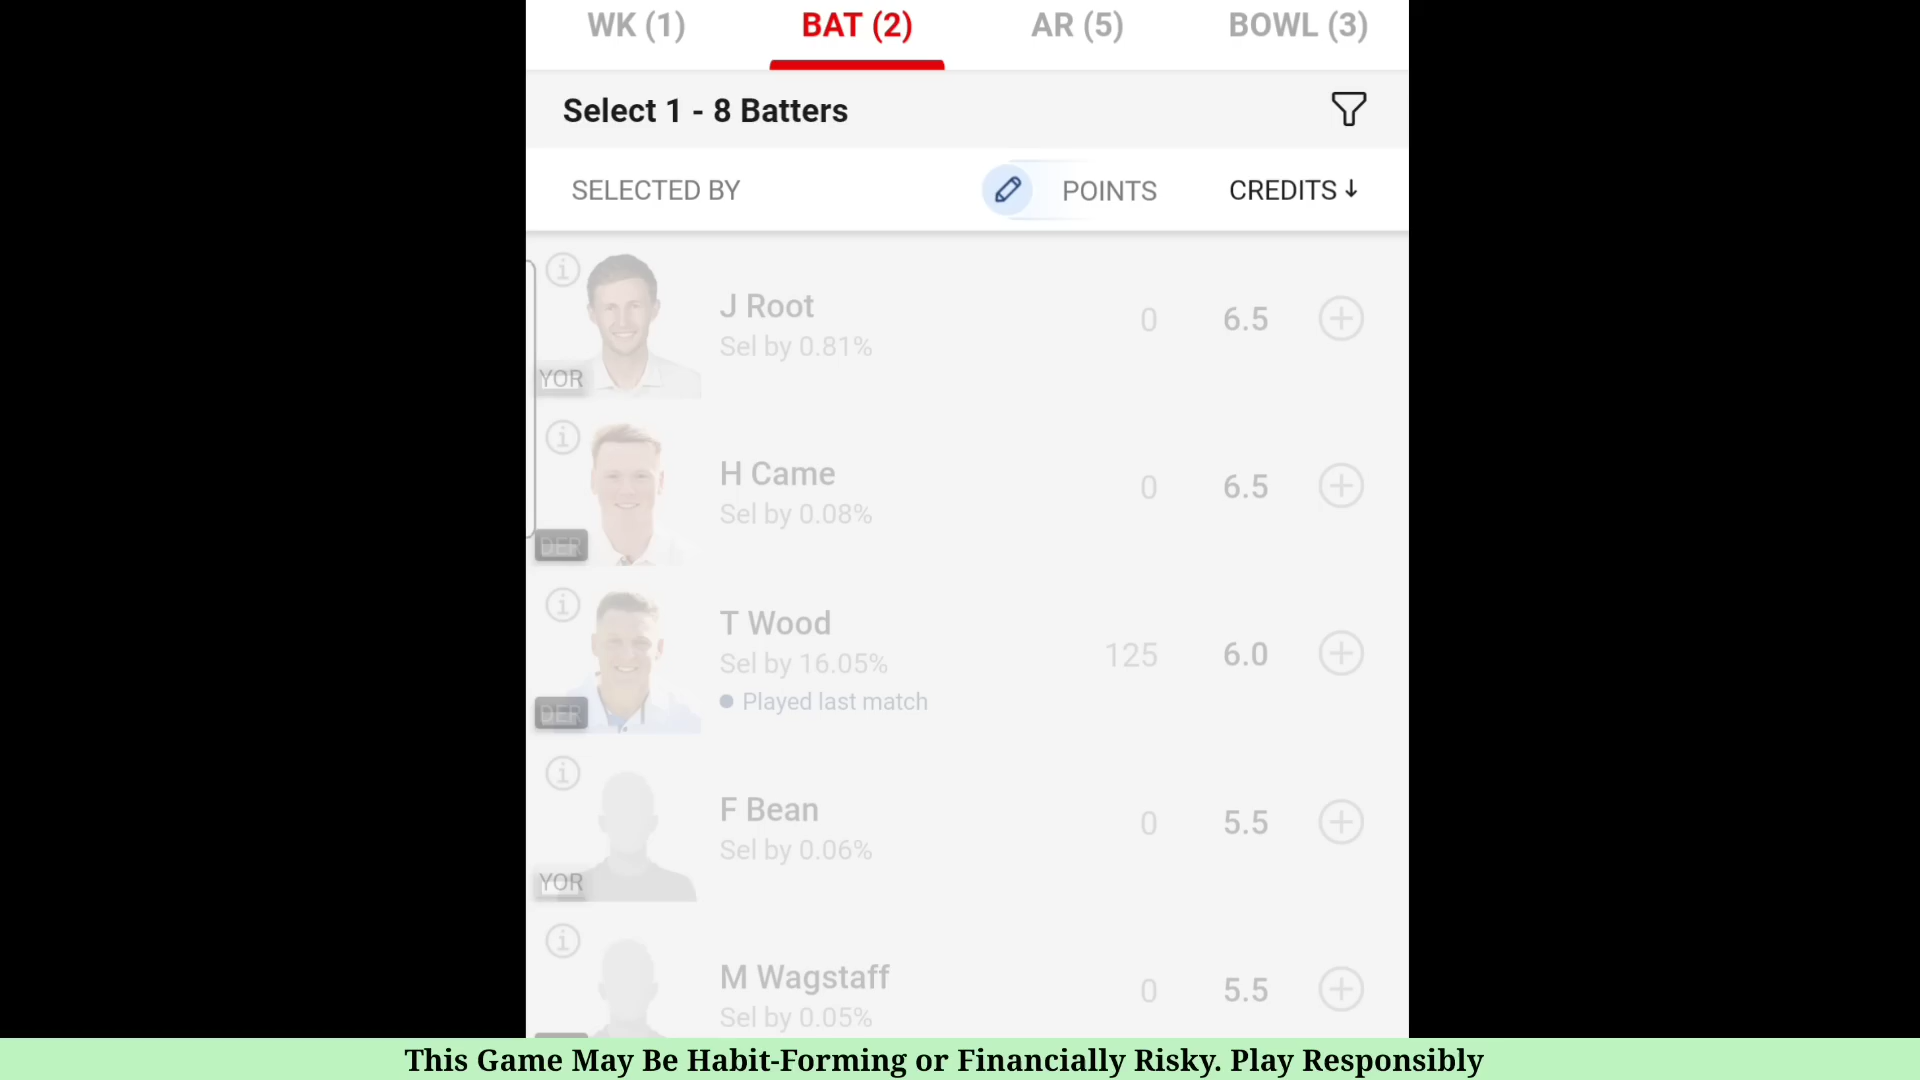 WK (1) BAT (2) AR (5) BOWL (3)
Select 1 - 8 Batters
SELECTED BY POINTS CREDITS↓
J Root
Sel by 0.81%
0 6.5
YOR
H Came
Sel by 0.08%
0 6.5
DER
T Wood
Sel by 16.05%
Played last match
125 6.0
DER
F Bean
Sel by 0.06%
0 5.5
YOR
M Wagstaff
Sel by 0.05%
0 5.5
This Game May Be Habit-Forming or Financially Risky. Play Responsibly